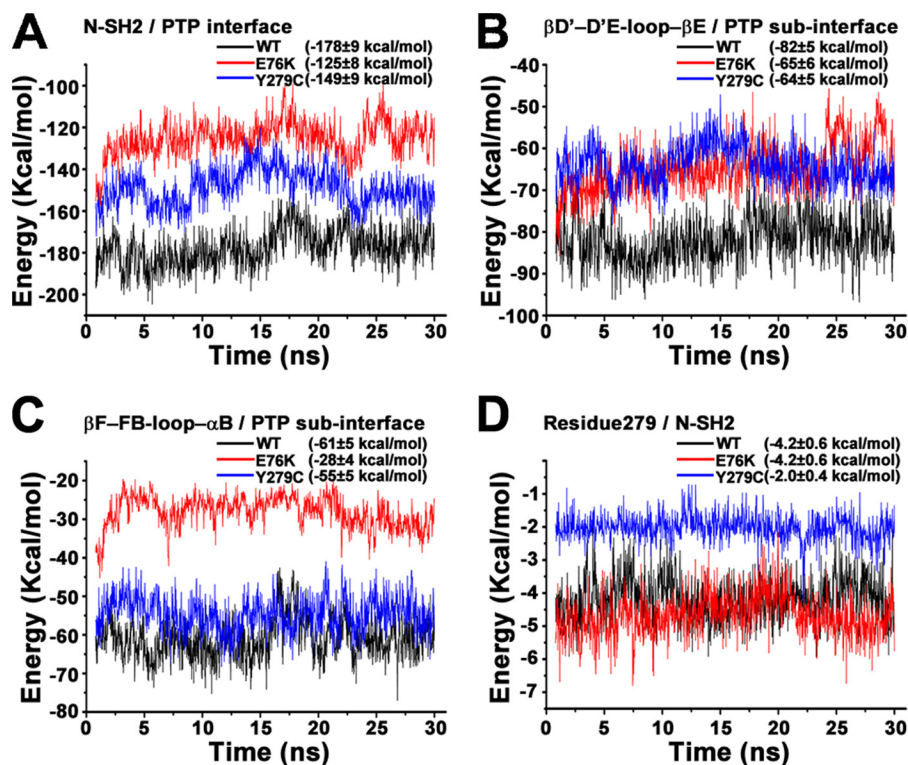 A
N-SH2 / PTP interface
WT (-178±9 kcal/mol)
E76K (-125±8 kcal/mol)
Y279C (-149±9 kcal/mol)
Energy (Kcal/mol)
-100
-120
-140
-160
-180
-200
0 5 10 15 20 25 30
Time (ns)
B
βD’–D’E-loop–βE / PTP sub-interface
WT (-82±5 kcal/mol)
E76K (-65±6 kcal/mol)
Y279C (-64±5 kcal/mol)
Energy (Kcal/mol)
-40
-50
-60
-70
-80
-90
-100
0 5 10 15 20 25 30
Time (ns)
C
βF–FB-loop–αB / PTP sub-interface
WT (-61±5 kcal/mol)
E76K (-28±4 kcal/mol)
Y279C (-55±5 kcal/mol)
Energy (Kcal/mol)
-20
-30
-40
-50
-60
-70
-80
0 5 10 15 20 25 30
Time (ns)
D
Residue279 / N-SH2
WT (-4.2±0.6 kcal/mol)
E76K (-4.2±0.6 kcal/mol)
Y279C (-2.0±0.4 kcal/mol)
Energy (Kcal/mol)
-1
-2
-3
-4
-5
-6
-7
0 5 10 15 20 25 30
Time (ns)